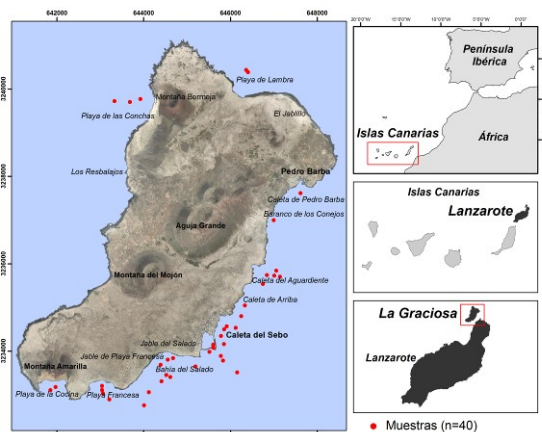 642000 644000 646000 648000
3240000
3238000
3236000
3234000
Playa de Lambra
Montaña Bermeja
Playa de las Conchas
El Jablillo
Los Resbalajes
Pedro Barba
Caleta de Pedro Barba
Baranco de los Conejos
Aguja Grande
Montaña del Mojón
Caleta del Aguardiente
Caleta de Arriba
Caleta del Sebo
Jable del Salado
Jable de Playa Francesa
Bahía del Salado
Montaña Amarilla
Playa de la Cocina
Playa Francesa
20°0'0"W 10°0'0"W 0°0'0"W 0°0'
Península
Ibérica
Islas Canarias
África
Islas Canarias
Lanzarote
La Graciosa
Lanzarote
Muestras (n=40)